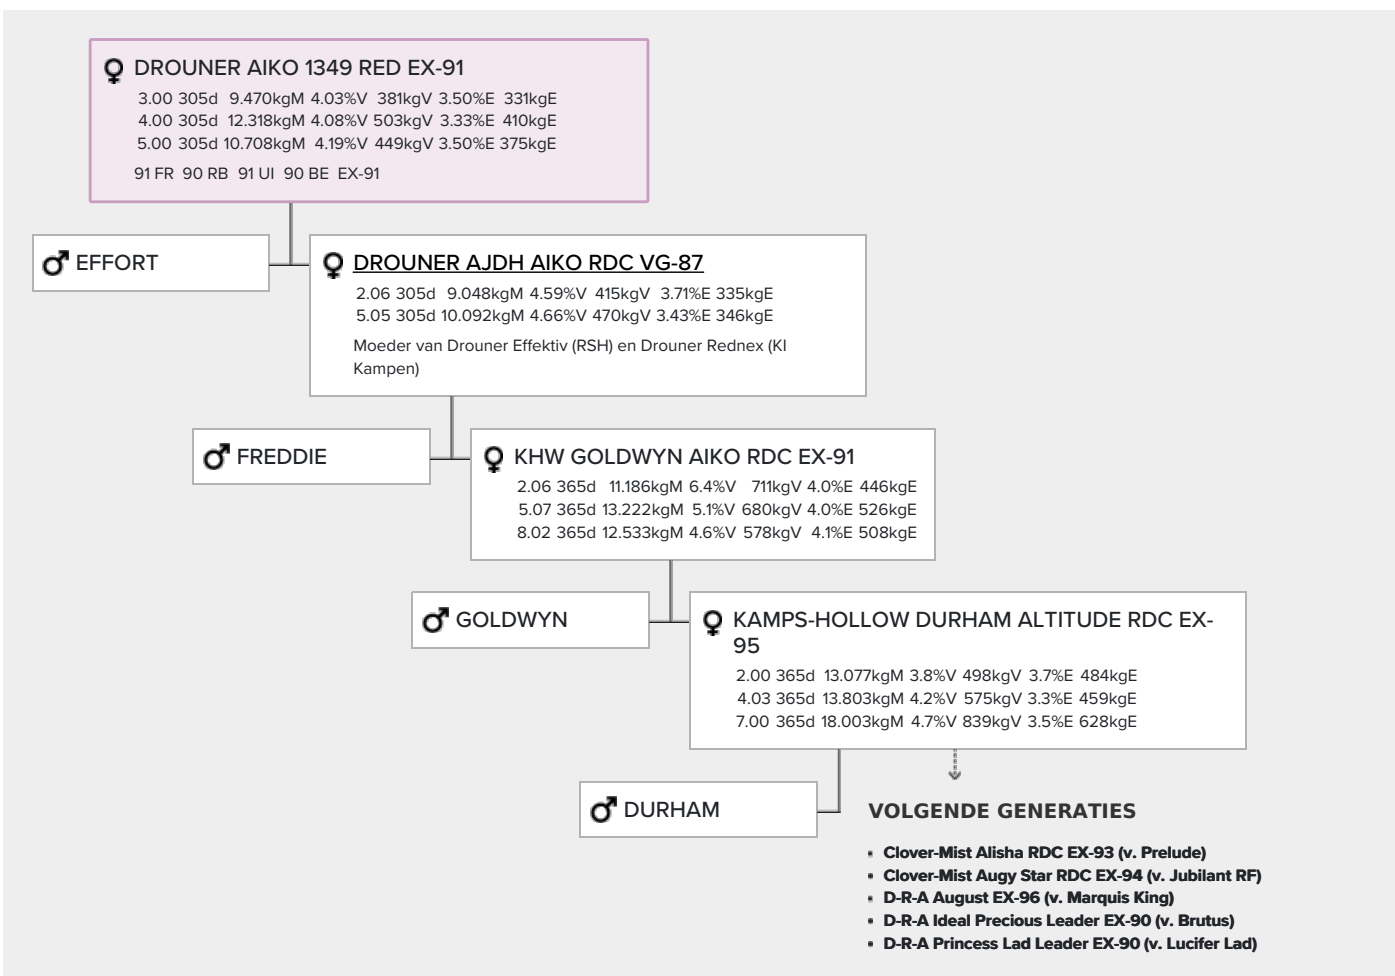 DROUNER AIKO 1349 RED EX-91
3.00 305d 9.470kgM 4.03%V 381kgV 3.50%E 331kgE
4.00 305d 12.318kgM 4.08%V 503kgV 3.33%E 410kgE
5.00 305d 10.708kgM 4.19%V 449kgV 3.50%E 375kgE
91 FR 90 RB 91 UI 90 BE EX-91
EFFORT
DROUNER AJDH AIKO RDC VG-87
2.06 305d 9.048kgM 4.59%V 415kgV 3.71%E 335kgE
5.05 305d 10.092kgM 4.66%V 470kgV 3.43%E 346kgE
Moeder van Drouner Effektiv (RSH) en Drouner Rednex (KI
Kampen)
FREDDIE
KHW GOLDWYN AIKO RDC EX-91
2.06 365d 11.186kgM 6.4%V 711kgV 4.0%E 446kgE
5.07 365d 13.222kgM 5.1%V 680kgV 4.0%E 526kgE
8.02 365d 12.533kgM 4.6%V 578kgV 4.1%E 508kgE
GOLDWYN
KAMPS-HOLLOW DURHAM ALTITUDE RDC EX-
95
2.00 365d 13.077kgM 3.8%V 498kgV 3.7%E 484kgE
4.03 365d 13.803kgM 4.2%V 575kgV 3.3%E 459kgE
7.00 365d 18.003kgM 4.7%V 839kgV 3.5%E 628kgE
DURHAM
VOLGENDE GENERATIES
Clover-Mist Alisha RDC EX-93 (v. Prelude)
Clover-Mist Augy Star RDC EX-94 (v. Jubilant RF)
D-R-A August EX-96 (v. Marquis King)
D-R-A Ideal Precious Leader EX-90 (v. Brutus)
D-R-A Princess Lad Leader EX-90 (v. Lucifer Lad)